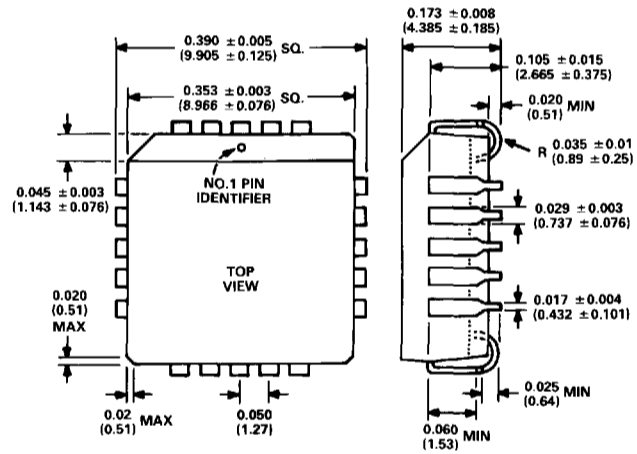 0.390 ±0.005 SQ.
(9.905 ±0.125)
0.353 ±0.003 SQ.
(8.966 ±0.076)
0.173 ±0.008
(4.385 ±0.185)
0.105 ±0.015
(2.665 ±0.375)
0.020 MIN
(0.51)
R 0.035 ±0.01
(0.89 ±0.25)
0.045 ±0.003
(1.143 ±0.076)
NO.1 PIN
IDENTIFIER
0.029 ±0.003
(0.737 ±0.076)
TOP
VIEW
0.020
(0.51)
MAX
0.017 ±0.004
(0.432 ±0.101)
0.02 MAX
(0.51)
0.050
(1.27)
0.025 MIN
(0.64)
0.060 MIN
(1.53)